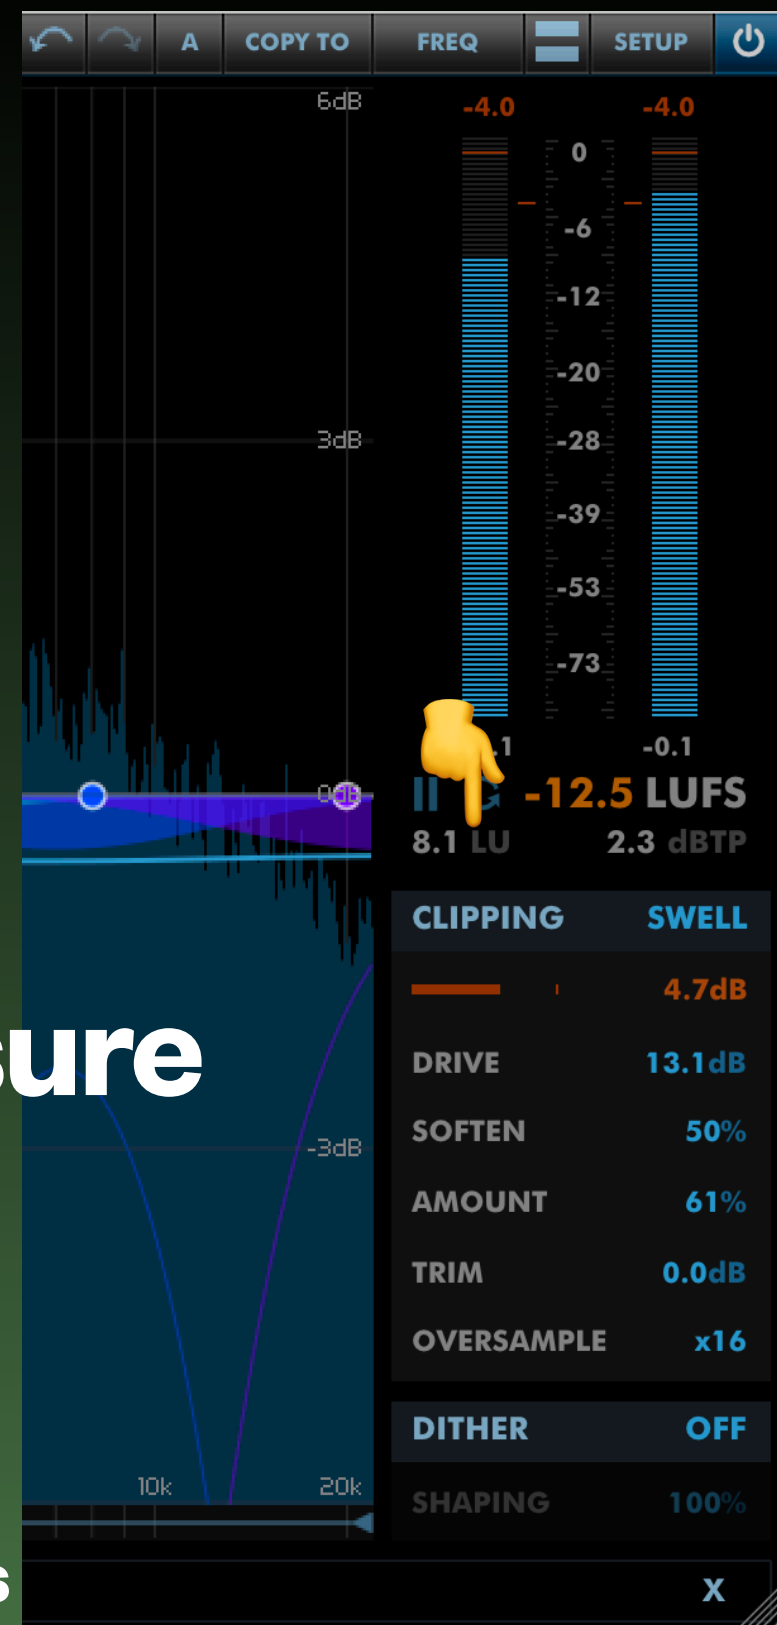 A COPY TO FREQ SETUP
6dB -4.0 -4.0
0
-6
-12
-20
-28
-39
-53
-73
3dB
.1 -0.1
0dB -12.5 LUFS
8.1 LU 2.3 dBTP
CLIPPING SWELL
4.7dB
sure
DRIVE 13.1dB
SOFTEN 50%
-3dB
AMOUNT 61%
TRIM 0.0dB
OVERSAMPLE x16
DITHER OFF
10k 20k
SHAPING 100%
s
X